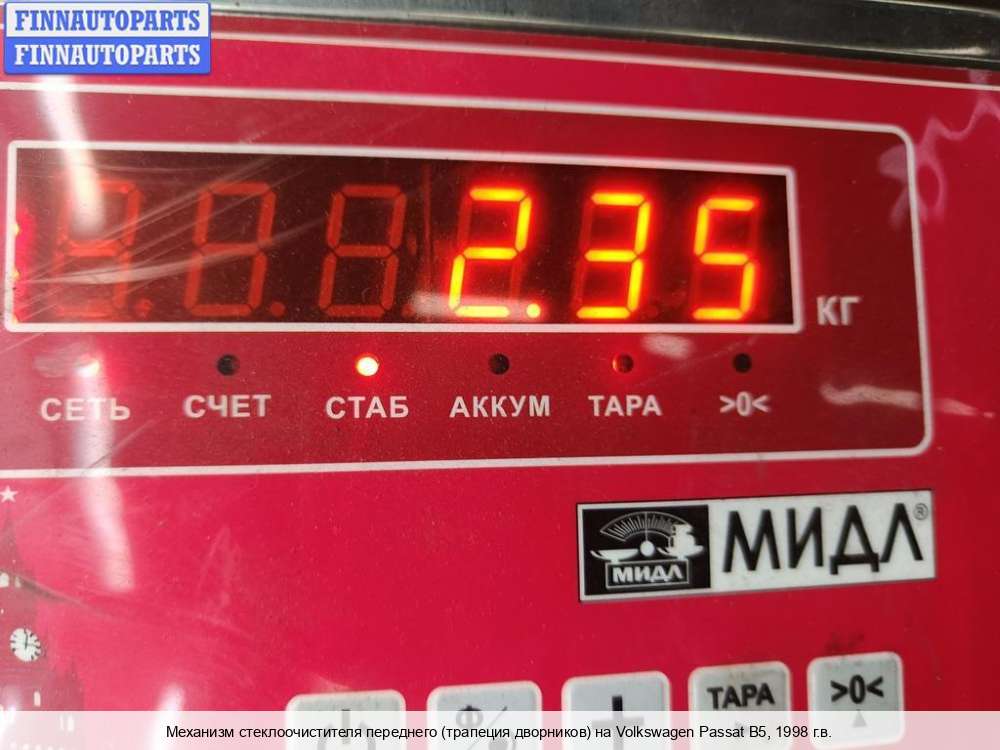 FINNAUTOPARTS
FINNAUTOPARTS
2.35
КГ
СЕТЬ СЧЕТ СТАБ АККУМ ТАРА >0<
МИДЛ МИДЛ®
ТАРА >0<
Механизм стеклоочистителя переднего (трапеция дворников) на Volkswagen Passat B5, 1998 г.в.